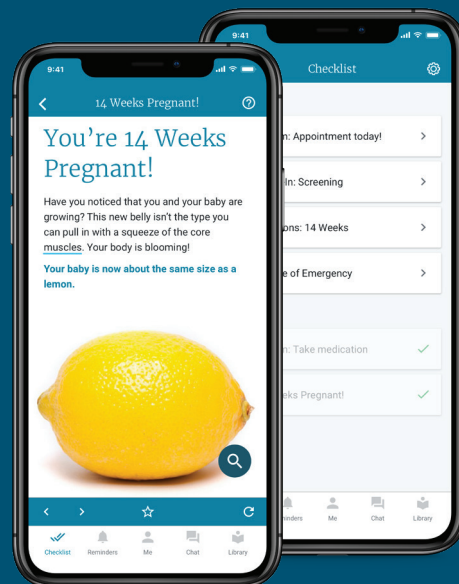 9:41
14 Weeks Pregnant!
You're 14 Weeks
Pregnant!
Have you noticed that you and your baby are
growing? This new belly isn't the type you
can pull in with a squeeze of the core
muscles. Your body is blooming!
Your baby is now about the same size as a
lemon.
Checklist
Reminders
Me
Chat
Library
9:41
Checklist
Appointment today!
In: Screening
14 Weeks
of Emergency
Take medication
Pregnant!
Me
Chat
Library